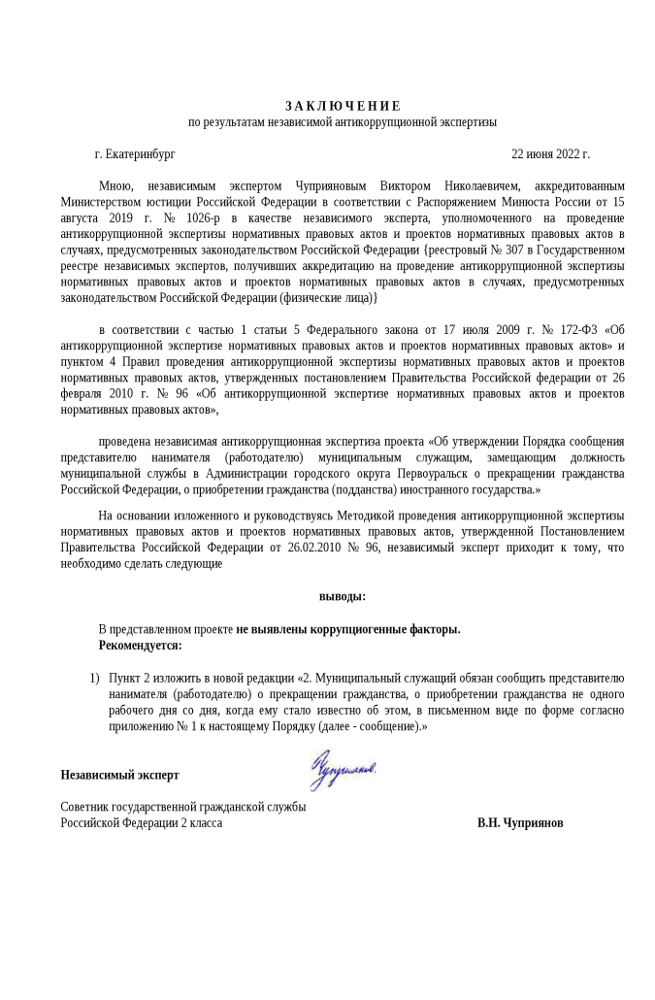 З А К Л Ю Ч Е Н И Е
по результатам независимой антикоррупционной экспертизы
г. Екатеринбург 22 июня 2022 г.
Мною, независимым экспертом Чуприяновым Виктором Николаевичем, аккредитованным
Министерством юстиции Российской Федерации в соответствии с Распоряжением Минюста России от 15
августа 2019 г. № 1026-р в качестве независимого эксперта, уполномоченного на проведение
антикоррупционной экспертизы нормативных правовых актов и проектов нормативных правовых актов в
случаях, предусмотренных законодательством Российской Федерации {реестровый № 307 в Государственном
реестре независимых экспертов, получивших аккредитацию на проведение антикоррупционной экспертизы
нормативных правовых актов и проектов нормативных правовых актов в случаях, предусмотренных
законодательством Российской Федерации (физические лица)}
в соответствии с частью 1 статьи 5 Федерального закона от 17 июля 2009 г. № 172-ФЗ «Об
антикоррупционной экспертизе нормативных правовых актов и проектов нормативных правовых актов» и
пунктом 4 Правил проведения антикоррупционной экспертизы нормативных правовых актов и проектов
нормативных правовых актов, утвержденных постановлением Правительства Российской федерации от 26
февраля 2010 г. № 96 «Об антикоррупционной экспертизе нормативных правовых актов и проектов
нормативных правовых актов»,
проведена независимая антикоррупционная экспертиза проекта «Об утверждении Порядка сообщения
представителю нанимателя (работодателю) муниципальным служащим, замещающим должность
муниципальной службы в Администрации городского округа Первоуральск о прекращении гражданства
Российской Федерации, о приобретении гражданства (подданства) иностранного государства.»
На основании изложенного и руководствуясь Методикой проведения антикоррупционной экспертизы
нормативных правовых актов и проектов нормативных правовых актов, утвержденной Постановлением
Правительства Российской Федерации от 26.02.2010 № 96, независимый эксперт приходит к тому, что
необходимо сделать следующие
выводы:
В представленном проекте не выявлены коррупциогенные факторы.
Рекомендуется:
1) Пункт 2 изложить в новой редакции «2. Муниципальный служащий обязан сообщить представителю
нанимателя (работодателю) о прекращении гражданства, о приобретении гражданства не одного
рабочего дня со дня, когда ему стало известно об этом, в письменном виде по форме согласно
приложению № 1 к настоящему Порядку (далее - сообщение).»
Независимый эксперт Чуприянов.
Советник государственной гражданской службы
Российской Федерации 2 класса В.Н. Чуприянов